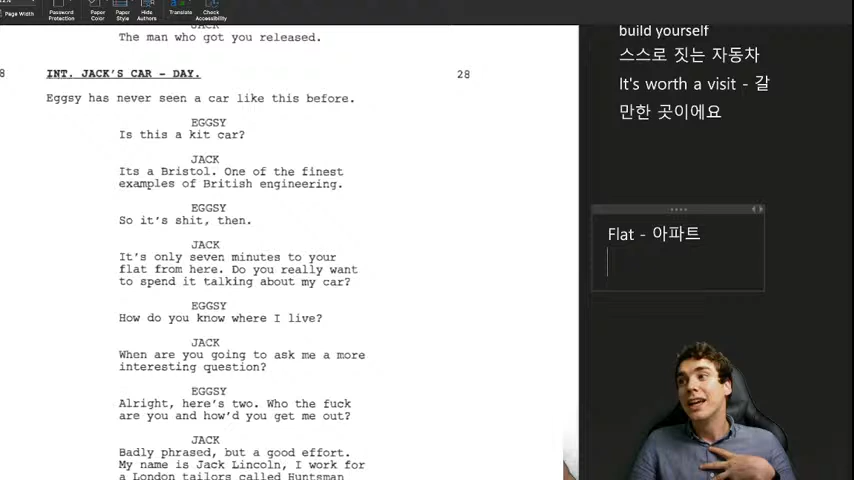 Page Width
Password
Protection
Paper
Color
Paper
Style
Hide
Authors
Translate
Check
Accessibility
JACK
The man who got you released.
8 INT. JACK'S CAR – DAY. 28
Eggsy has never seen a car like this before.
EGGSY
Is this a kit car?
JACK
Its a Bristol. One of the finest
examples of British engineering.
EGGSY
So it's shit, then.
JACK
It's only seven minutes to your
flat from here. Do you really want
to spend it talking about my car?
EGGSY
How do you know where I live?
JACK
When are you going to ask me a more
interesting question?
EGGSY
Alright, here's two. Who the fuck
are you and how'd you get me out?
JACK
Badly phrased, but a good effort.
My name is Jack Lincoln, I work for
a London tailors called Huntsman
build yourself
스스로 짓는 자동차
It's worth a visit - 갈
만한 곳이에요
Flat - 아파트